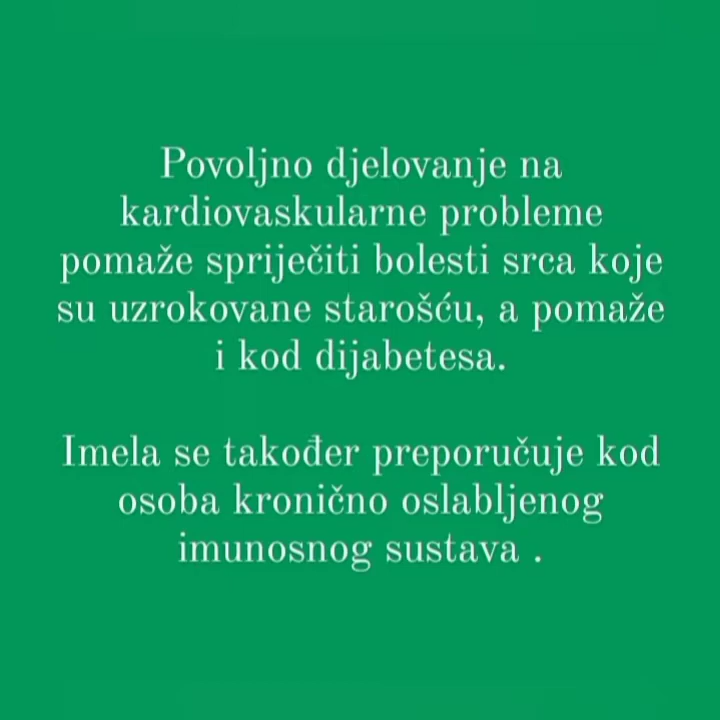 Povoljno djelovanje na
kardiovaskularne probleme
pomaže spriječiti bolesti srca koje
su uzrokovane starošću, a pomaže
i kod dijabetesa.
Imela se također preporučuje kod
osoba kronično oslabljenog
imunosnog sustava .